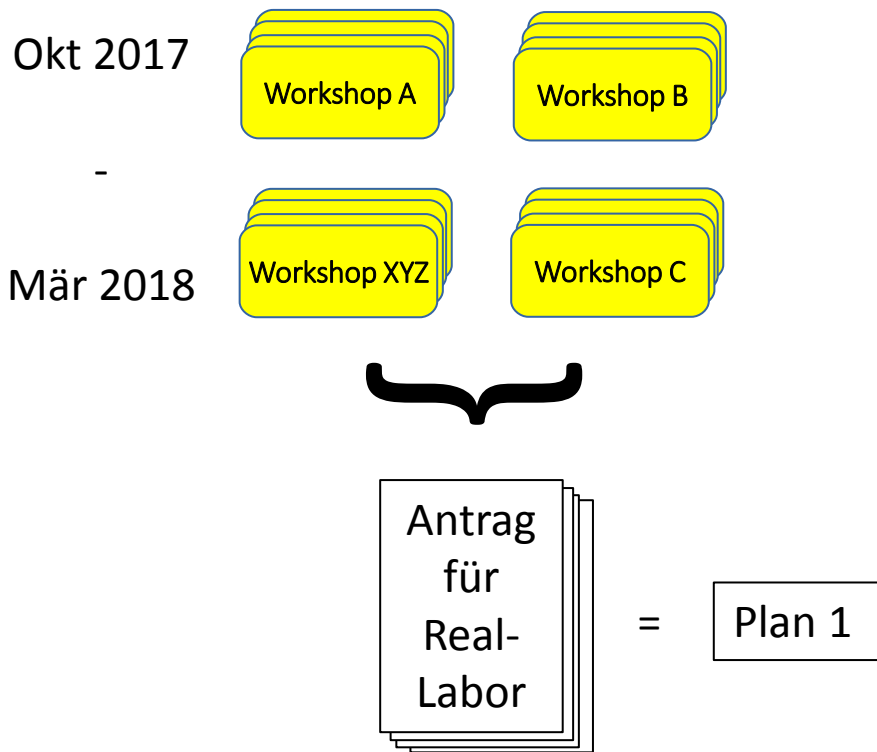 Okt 2017
Workshop A
Workshop B
-
Mär 2018
Workshop XYZ
Workshop C
Antrag
für
Real-
Labor
=
Plan 1